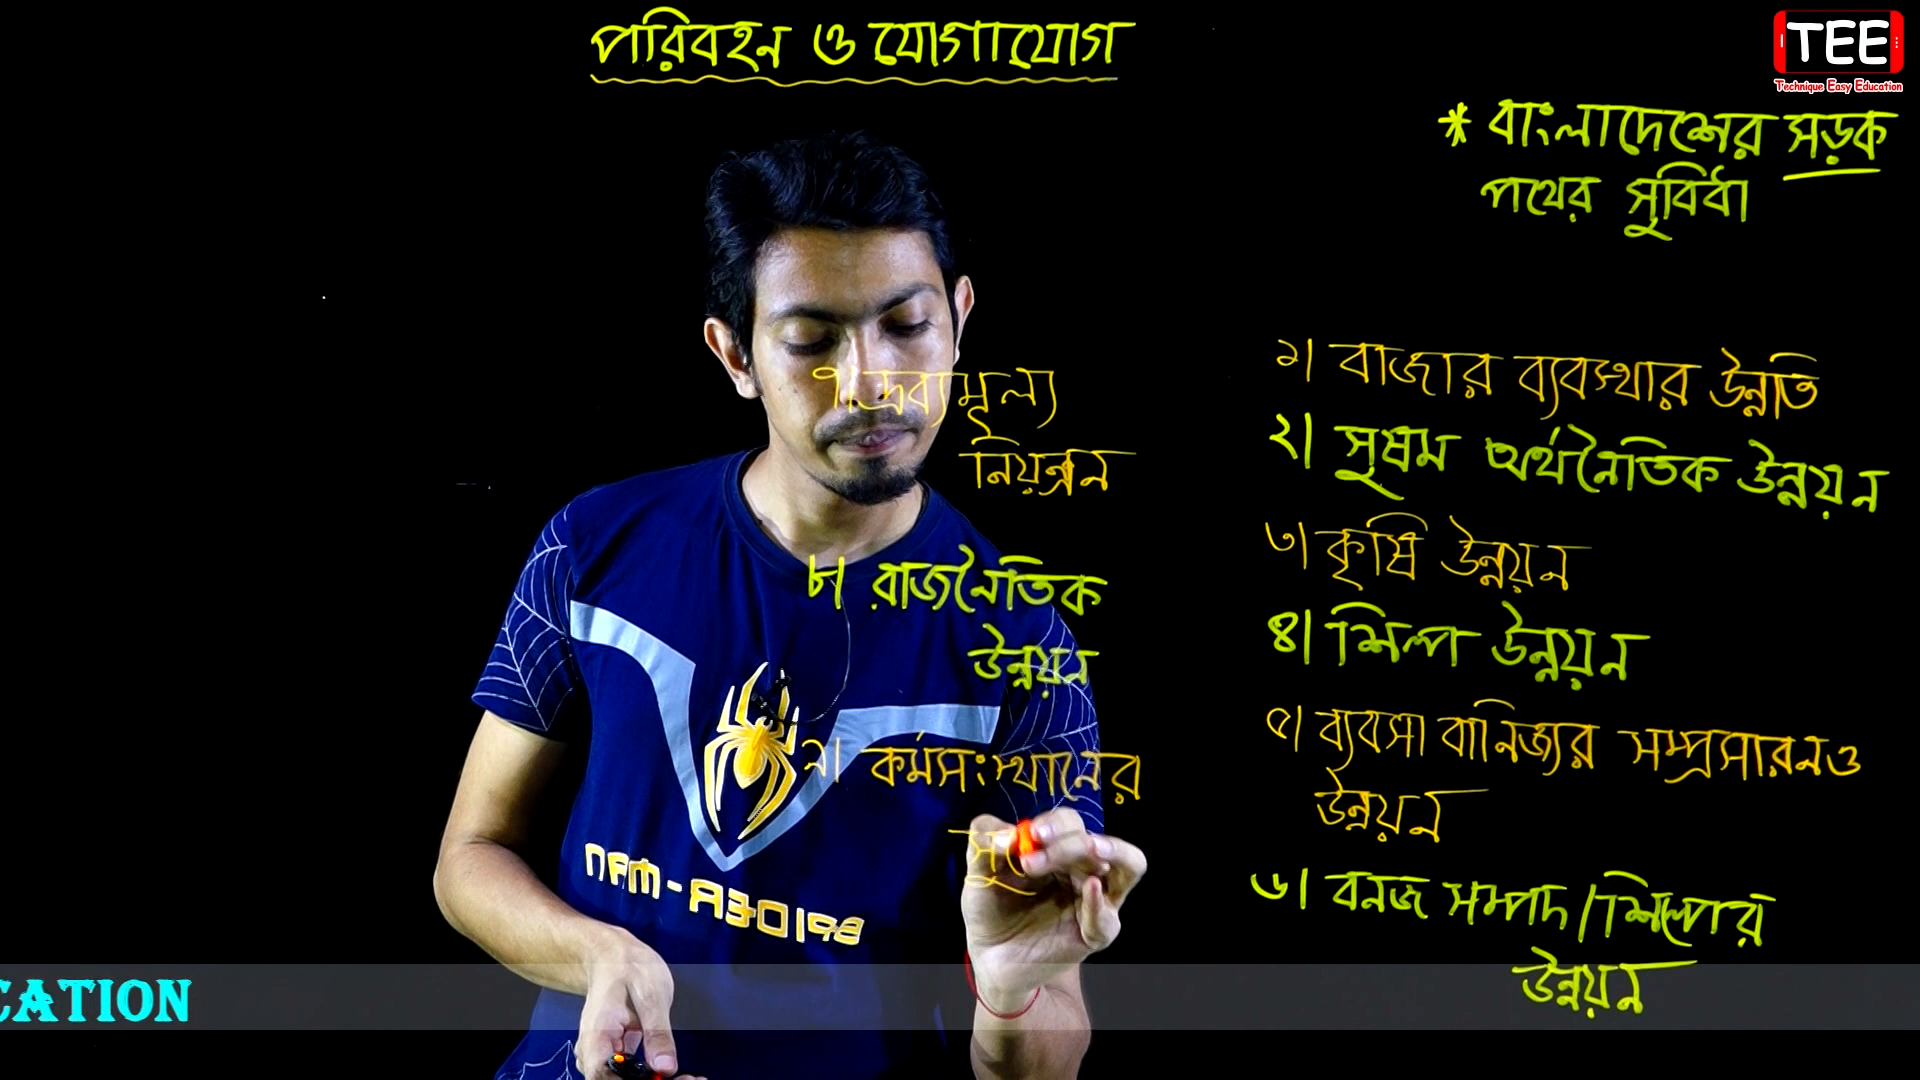 পরিবহন ও যোগাযোগ
TEE
Technique Easy Education
* বাংলাদেশের সড়ক
পথের সুবিধা
১। বাজার ব্যবস্থার উন্নতি
২। সুষম অর্থনৈতিক উন্নয়ন
৩। কৃষি উন্নয়ন
৪। শিল্প উন্নয়ন
৫। ব্যবসা বানিজ্যর সম্প্রসারন ও
উন্নয়ন
৬। বনজ সম্পদ / শিল্পের
উন্নয়ন
৭। দ্রব্যমূল্য
নিয়ন্ত্রন
৮। রাজনৈতিক
উন্নয়ন
৯। কর্মসংস্থানের
সু
CATION